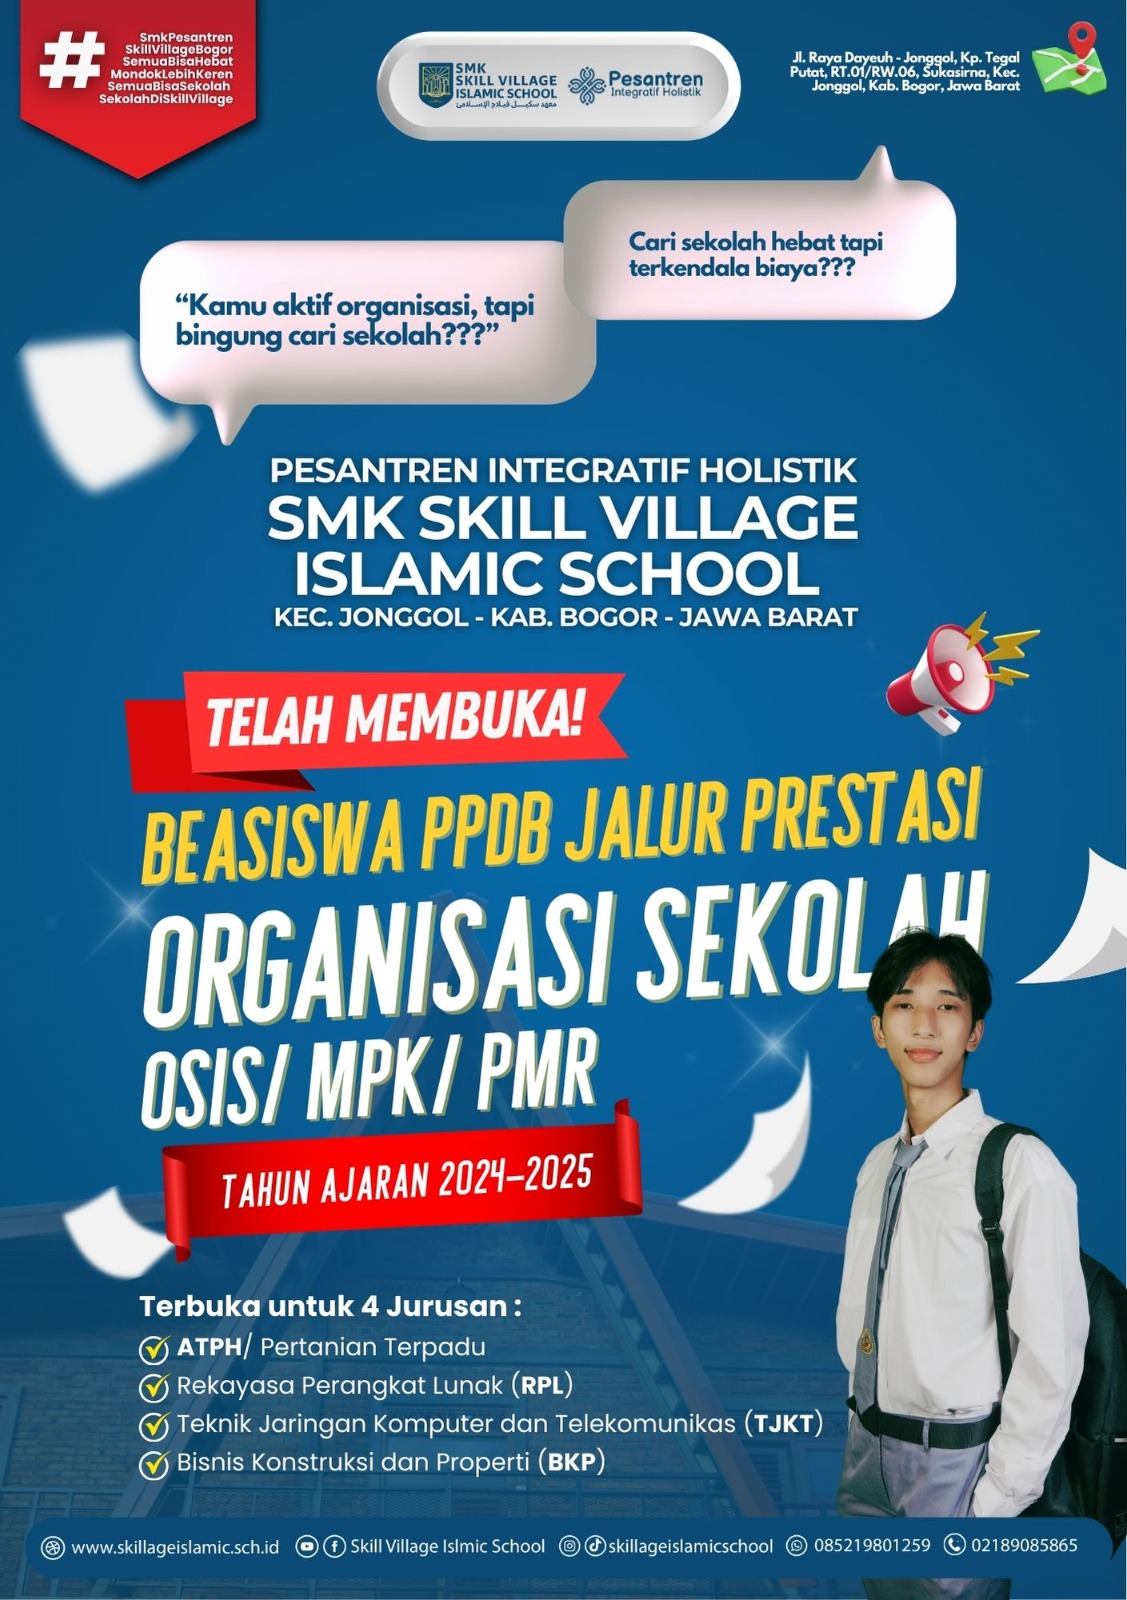 #
SmkPesantren
SkillVillageBogor
SemuaBisaHebat
MondokLebihKeren
SemuaBisaSekolah
SekolahDiSkillVillage
SMK
SKILL VILLAGE
ISLAMIC SCHOOL
معهد سكيل فيلاج الإسلامي
Pesantren
Integratif Holistik
Jl. Raya Dayeuh - Jonggol, Kp. Tegal
Putat, RT.01/RW.06, Sukasirna, Kec.
Jonggol, Kab. Bogor, Jawa Barat
Cari sekolah hebat tapi
terkendala biaya???
“Kamu aktif organisasi, tapi
bingung cari sekolah???”
PESANTREN INTEGRATIF HOLISTIK
SMK SKILL VILLAGE
ISLAMIC SCHOOL
KEC. JONGGOL - KAB. BOGOR - JAWA BARAT
TELAH MEMBUKA!
BEASISWA PPDB JALUR PRESTASI
ORGANISASI SEKOLAH
OSIS/ MPK/ PMR
TAHUN AJARAN 2024–2025
Terbuka untuk 4 Jurusan :
ATPH/ Pertanian Terpadu
Rekayasa Perangkat Lunak (RPL)
Teknik Jaringan Komputer dan Telekomunikas (TJKT)
Bisnis Konstruksi dan Properti (BKP)
www.skillageislamic.sch.id Skill Village Islmic School skillageislamicschool 085219801259 02189085865